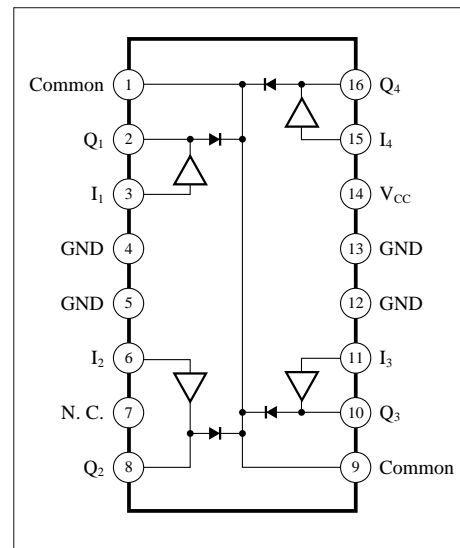 Common 1 16 Q4
Q1 2 15 I4
I1 3 14 VCC
GND 4 13 GND
GND 5 12 GND
I2 6 11 I3
N. C. 7 10 Q3
Q2 8 9 Common